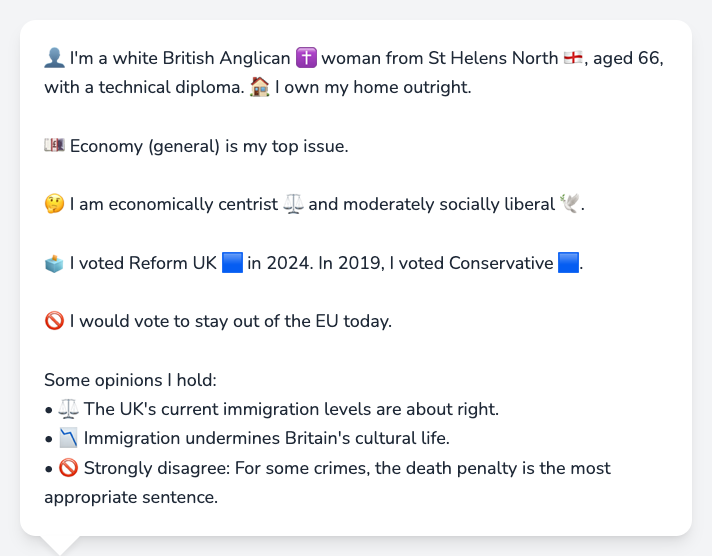 👤 I'm a white British Anglican ✝️ woman from St Helens North 🏴󠁧󠁢󠁥󠁮󠁧󠁿, aged 66,
with a technical diploma. 🏠 I own my home outright.
💷 Economy (general) is my top issue.
🤔 I am economically centrist ⚖️ and moderately socially liberal 🕊️.
🗳️ I voted Reform UK 🟦 in 2024. In 2019, I voted Conservative 🟦.
🚫 I would vote to stay out of the EU today.
Some opinions I hold:
• ⚖️ The UK's current immigration levels are about right.
• 📉 Immigration undermines Britain's cultural life.
• 🚫 Strongly disagree: For some crimes, the death penalty is the most
appropriate sentence.